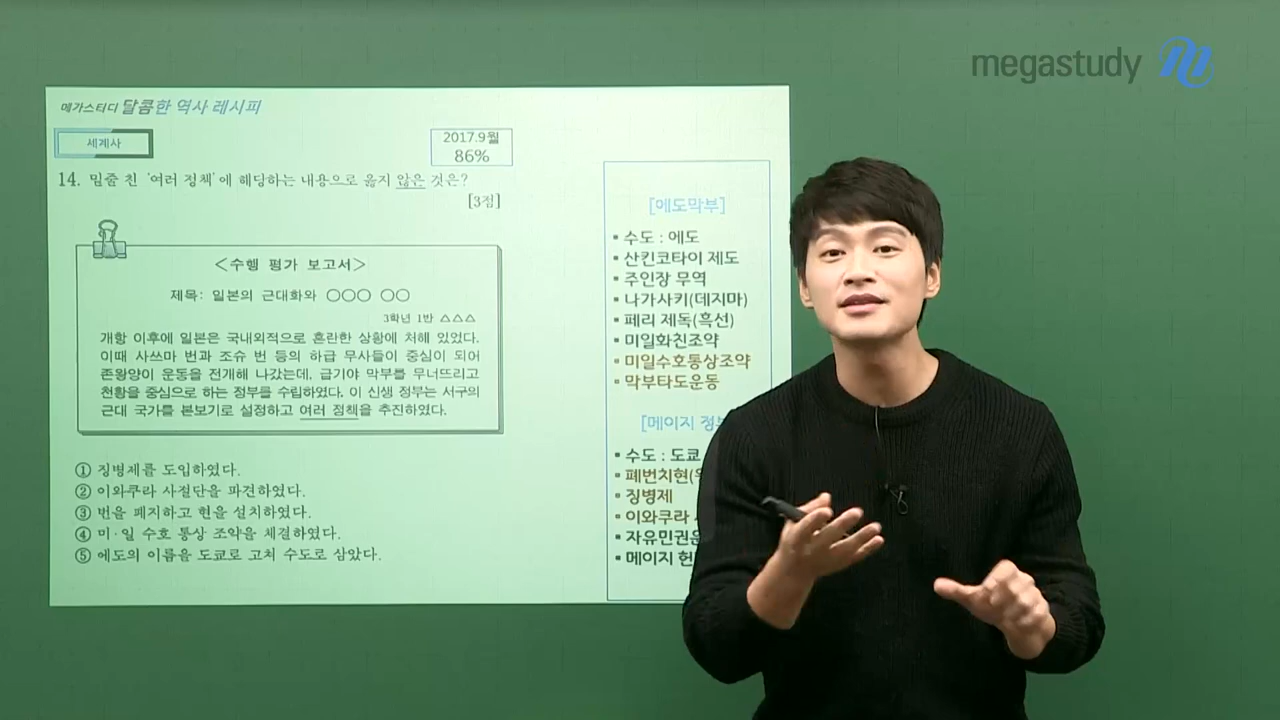 megastudy
메가스터디 달콤한 역사 레시피
세계사
2017.9월
86%
14. 밑줄 친 '여러 정책'에 해당하는 내용으로 옳지 않은 것은?
[3점]
<수행 평가 보고서>
제목: 일본의 근대화와 ○○○ ○○
3학년 1반 △△△
개항 이후에 일본은 국내외적으로 혼란한 상황에 처해 있었다.
이때 사쓰마 번과 조슈 번 등의 하급 무사들이 중심이 되어
존왕양이 운동을 전개해 나갔는데, 급기야 막부를 무너뜨리고
천황을 중심으로 하는 정부를 수립하였다. 이 신생 정부는 서구의
근대 국가를 본보기로 설정하고 여러 정책을 추진하였다.
① 징병제를 도입하였다.
② 이와쿠라 사절단을 파견하였다.
③ 번을 폐지하고 현을 설치하였다.
④ 미·일 수호 통상 조약을 체결하였다.
⑤ 에도의 이름을 도쿄로 고쳐 수도로 삼았다.
[에도막부]
▪ 수도 : 에도
▪ 산킨코타이 제도
▪ 주인장 무역
▪ 나가사키(데지마)
▪ 페리 제독(흑선)
▪ 미일화친조약
▪ 미일수호통상조약
▪ 막부타도운동
[메이지 정부
▪ 수도 : 도쿄
▪ 폐번치현(
▪ 징병제
▪ 이와쿠라
▪ 자유민권운
▪ 메이지 헌